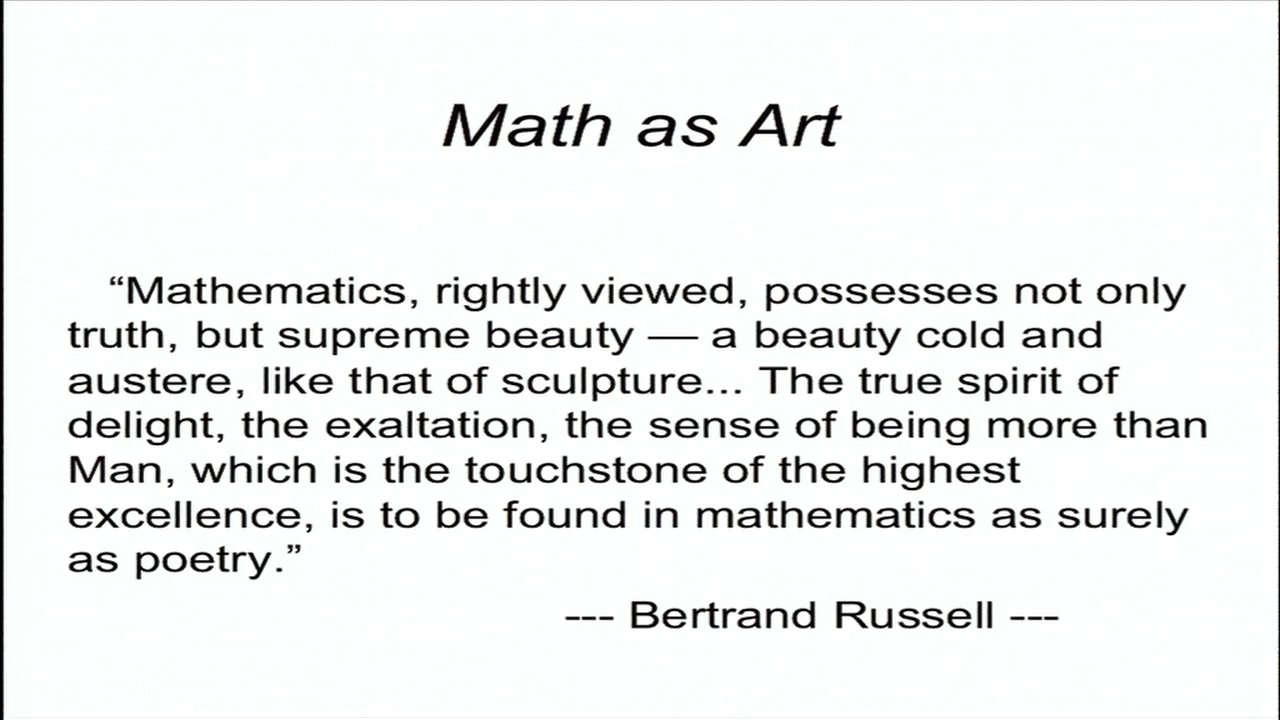 Math as Art
“Mathematics, rightly viewed, possesses not only
truth, but supreme beauty — a beauty cold and
austere, like that of sculpture... The true spirit of
delight, the exaltation, the sense of being more than
Man, which is the touchstone of the highest
excellence, is to be found in mathematics as surely
as poetry.”
--- Bertrand Russell ---